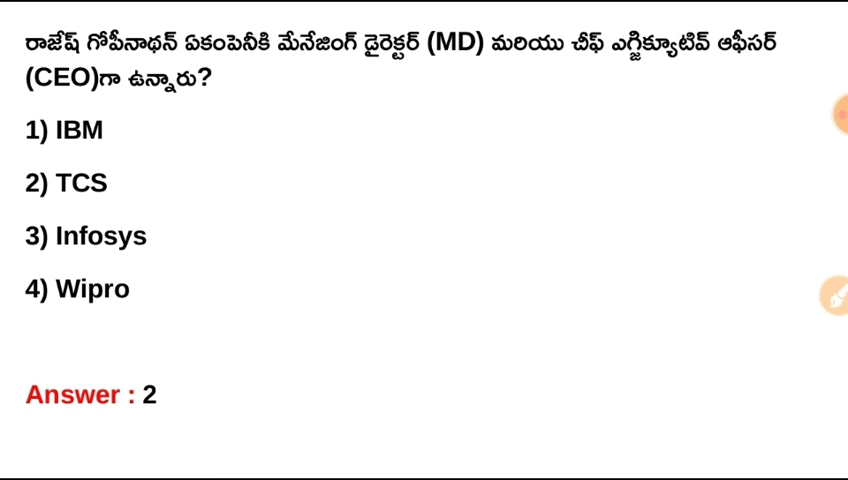 రాజేష్ గోపీనాథన్ ఏకంపెనీకి మేనేజింగ్ డైరెక్టర్ (MD) మరియు చీఫ్ ఎగ్జిక్యూటివ్ ఆఫీసర్
(CEO)గా ఉన్నారు?
1) IBM
2) TCS
3) Infosys
4) Wipro
Answer : 2